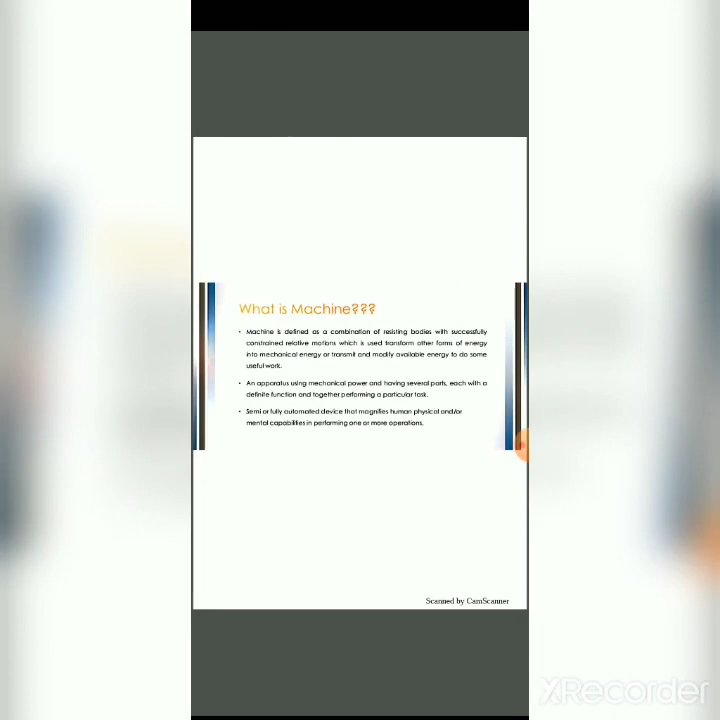 What is Machine???
• Machine is defined as a combination of resisting bodies with successfully
constrained relative motions which is used transform other forms of energy
into mechanical energy or transmit and modify available energy to do some
useful work.
• An apparatus using mechanical power and having several parts, each with a
definite function and together performing a particular task.
• Semi or fully automated device that magnifies human physical and/or
mental capabilities in performing one or more operations.
Scanned by CamScanner
XRecorder